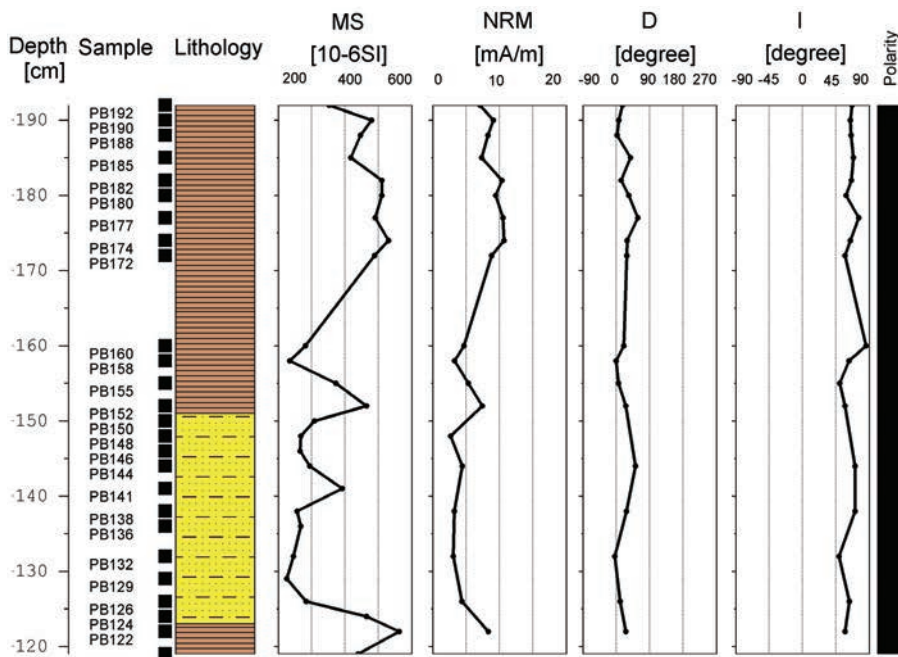 MS NRM D I
Depth Sample Lithology [10-6SI] [mA/m] [degree] [degree] Polarity
[cm]
200 400 600 0 10 20 -90 0 90 180 270 -90 -45 0 45 90
-190
-180
-170
-160
-150
-140
-130
-120
PB192
PB190
PB188
PB185
PB182
PB180
PB177
PB174
PB172
PB160
PB158
PB155
PB152
PB150
PB148
PB146
PB144
PB141
PB138
PB136
PB132
PB129
PB126
PB124
PB122